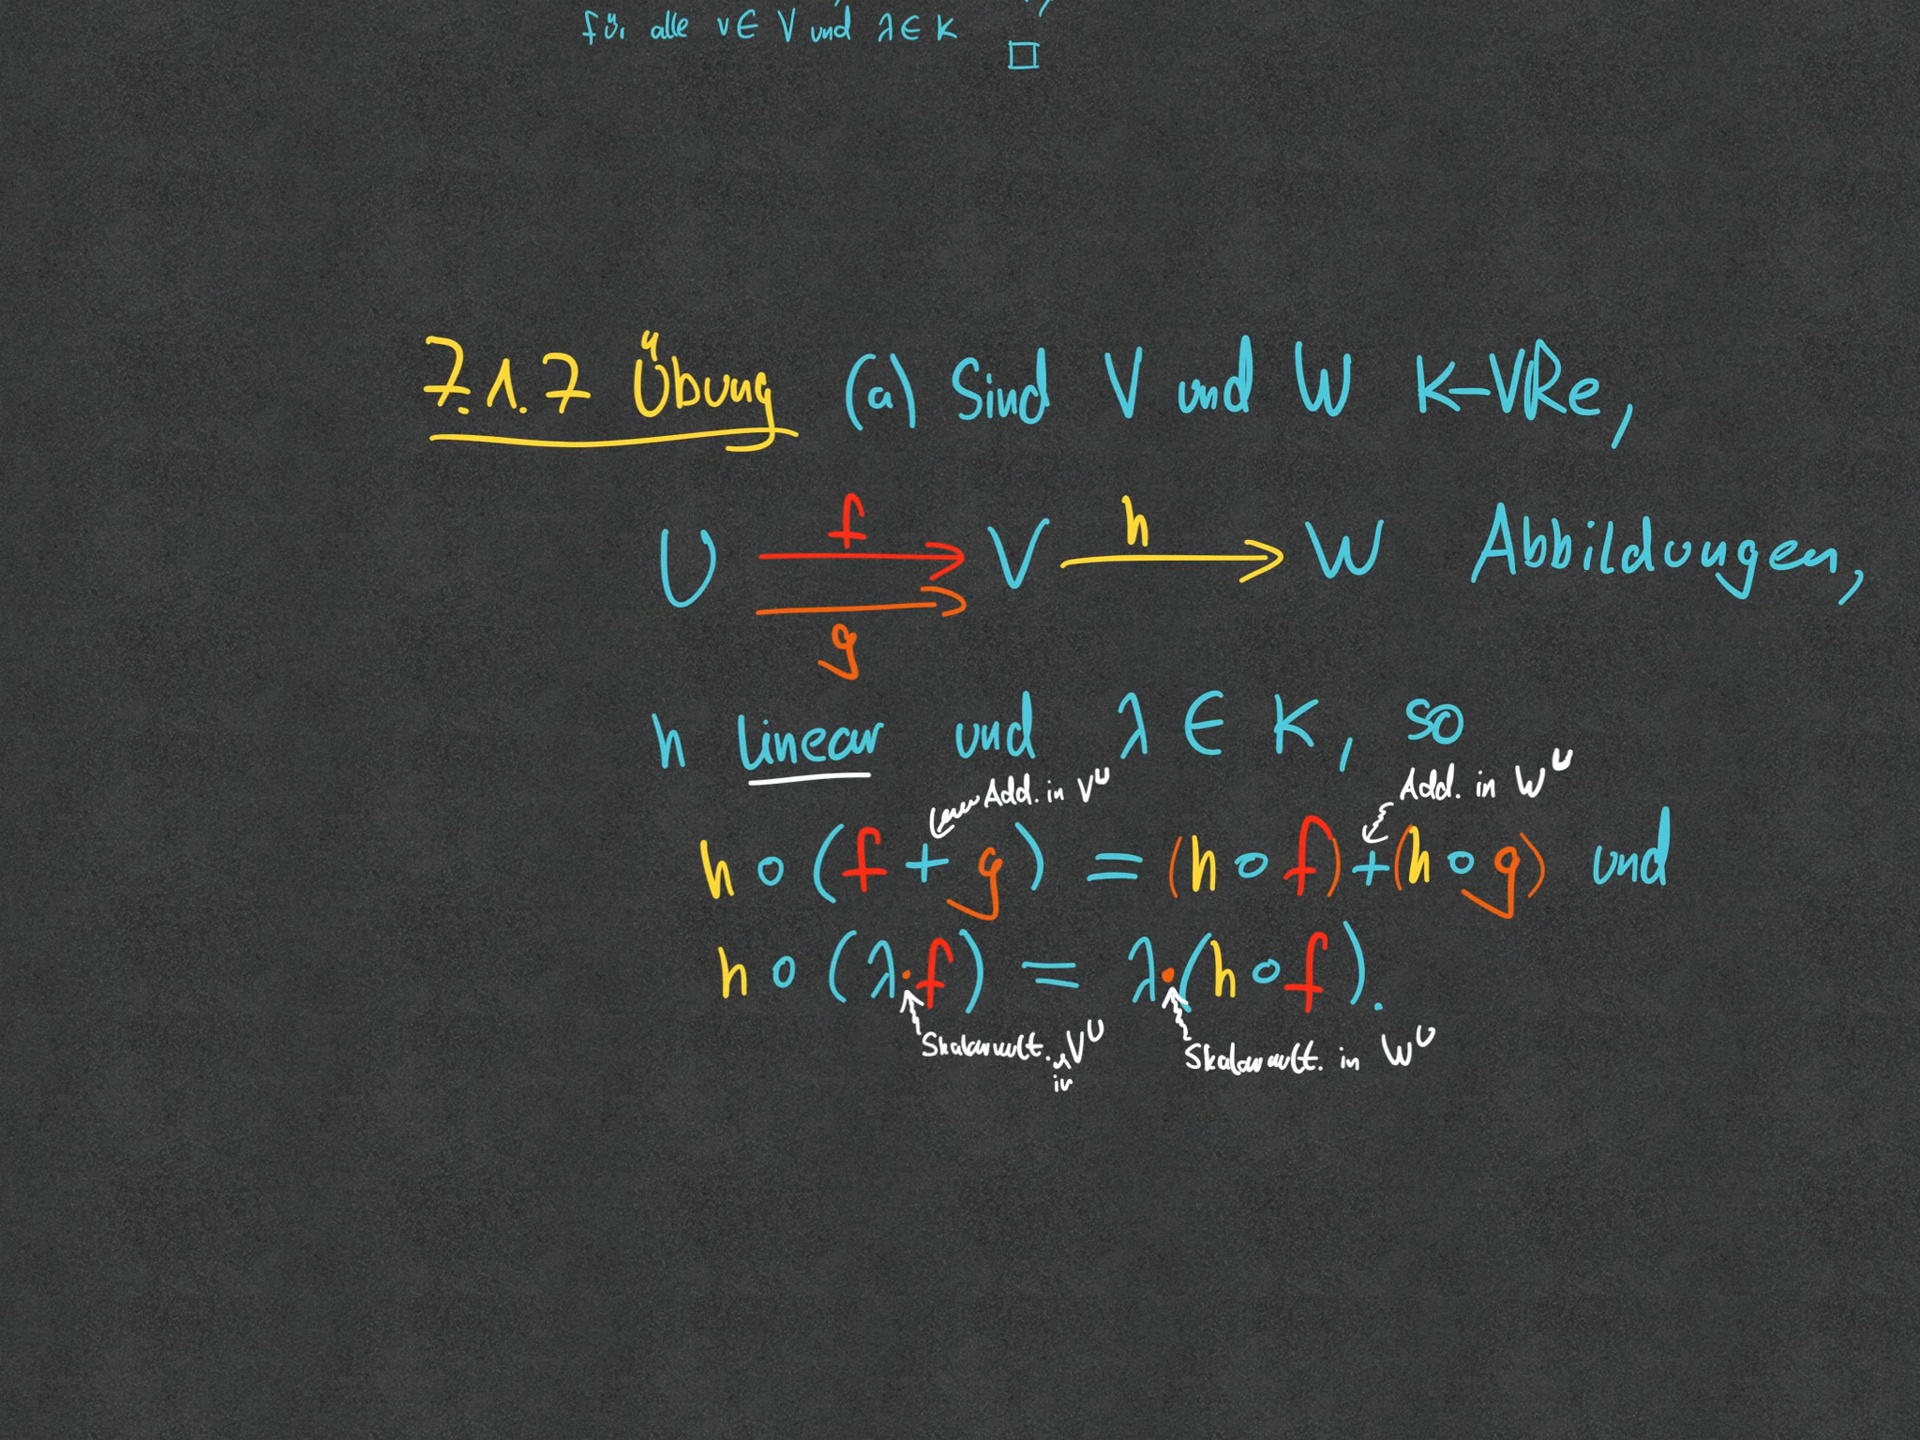 für alle v ∈ V und λ ∈ K
□
7.1.7 Übung (a) Sind V und W K-VRe,
U f→ g→ V h→ W Abbildungen,
h linear und λ ∈ K, so
Add. in V^U
Add. in W^U
h ∘ (f + g) = (h ∘ f) + (h ∘ g) und
h ∘ (λ·f) = λ·(h ∘ f).
Skalarmult. in V^U
Skalarmult. in W^U